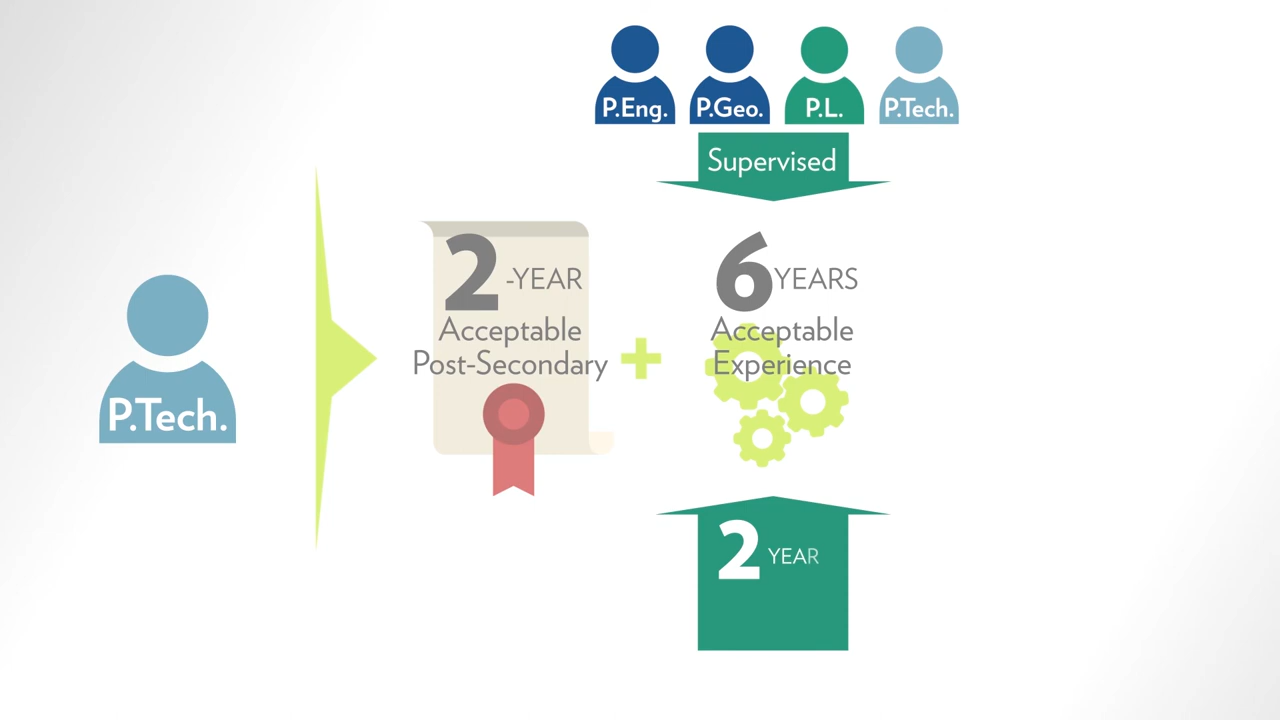 P.Eng. P.Geo. P.L. P.Tech.
Supervised
P.Tech.
2-YEAR
Acceptable
Post-Secondary
+
6 YEARS
Acceptable
Experience
2 YEAR